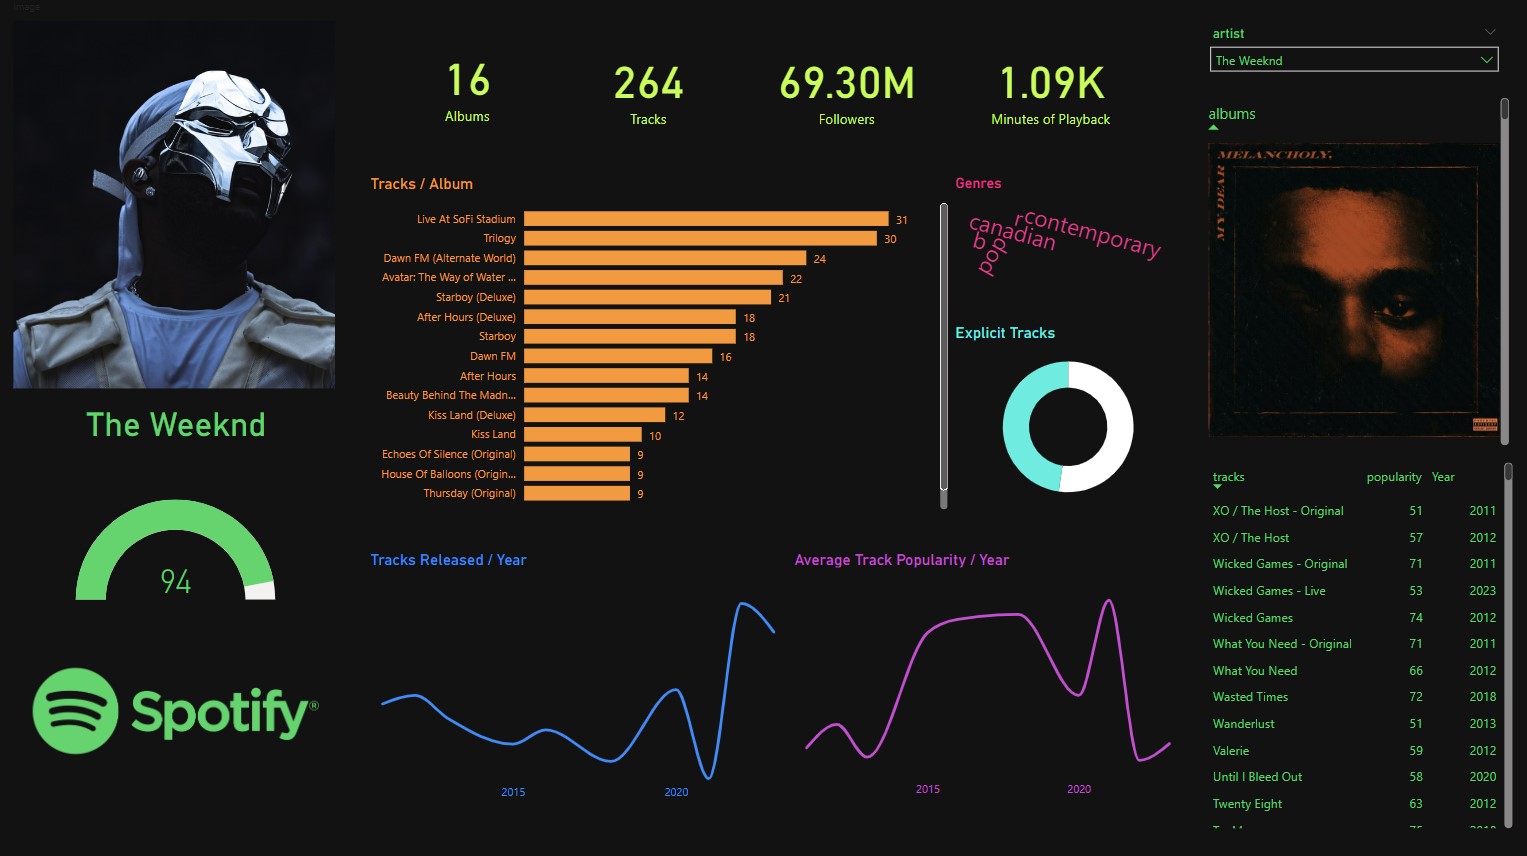 Image
The Weeknd
94
Spotify®
16
Albums
264
Tracks
69.30M
Followers
1.09K
Minutes of Playback
Tracks / Album
Live At SoFi Stadium 31
Trilogy 30
Dawn FM (Alternate World) 24
Avatar: The Way of Water ... 22
Starboy (Deluxe) 21
After Hours (Deluxe) 18
Starboy 18
Dawn FM 16
After Hours 14
Beauty Behind The Madn... 14
Kiss Land (Deluxe) 12
Kiss Land 10
Echoes Of Silence (Original) 9
House Of Balloons (Origin... 9
Thursday (Original) 9
Genres
r contemporary
canadian
b pop
Explicit Tracks
Tracks Released / Year
2015 2020
Average Track Popularity / Year
2015 2020
artist
The Weeknd
albums
MY DEAR
MELANCHOLY,
tracks popularity Year
XO / The Host - Original 51 2011
XO / The Host 57 2012
Wicked Games - Original 71 2011
Wicked Games - Live 53 2023
Wicked Games 74 2012
What You Need - Original 71 2011
What You Need 66 2012
Wasted Times 72 2018
Wanderlust 51 2013
Valerie 59 2012
Until I Bleed Out 58 2020
Twenty Eight 63 2012